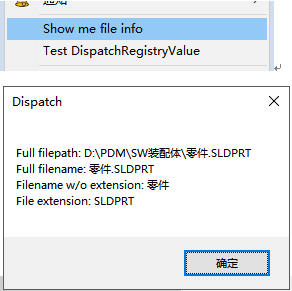 Show me file info
Test DispatchRegistryValue
Dispatch
Full filepath: D:\PDM\SW装配体\零件.SLDPRT
Full filename: 零件.SLDPRT
Filename w/o extension: 零件
File extension: SLDPRT
确定